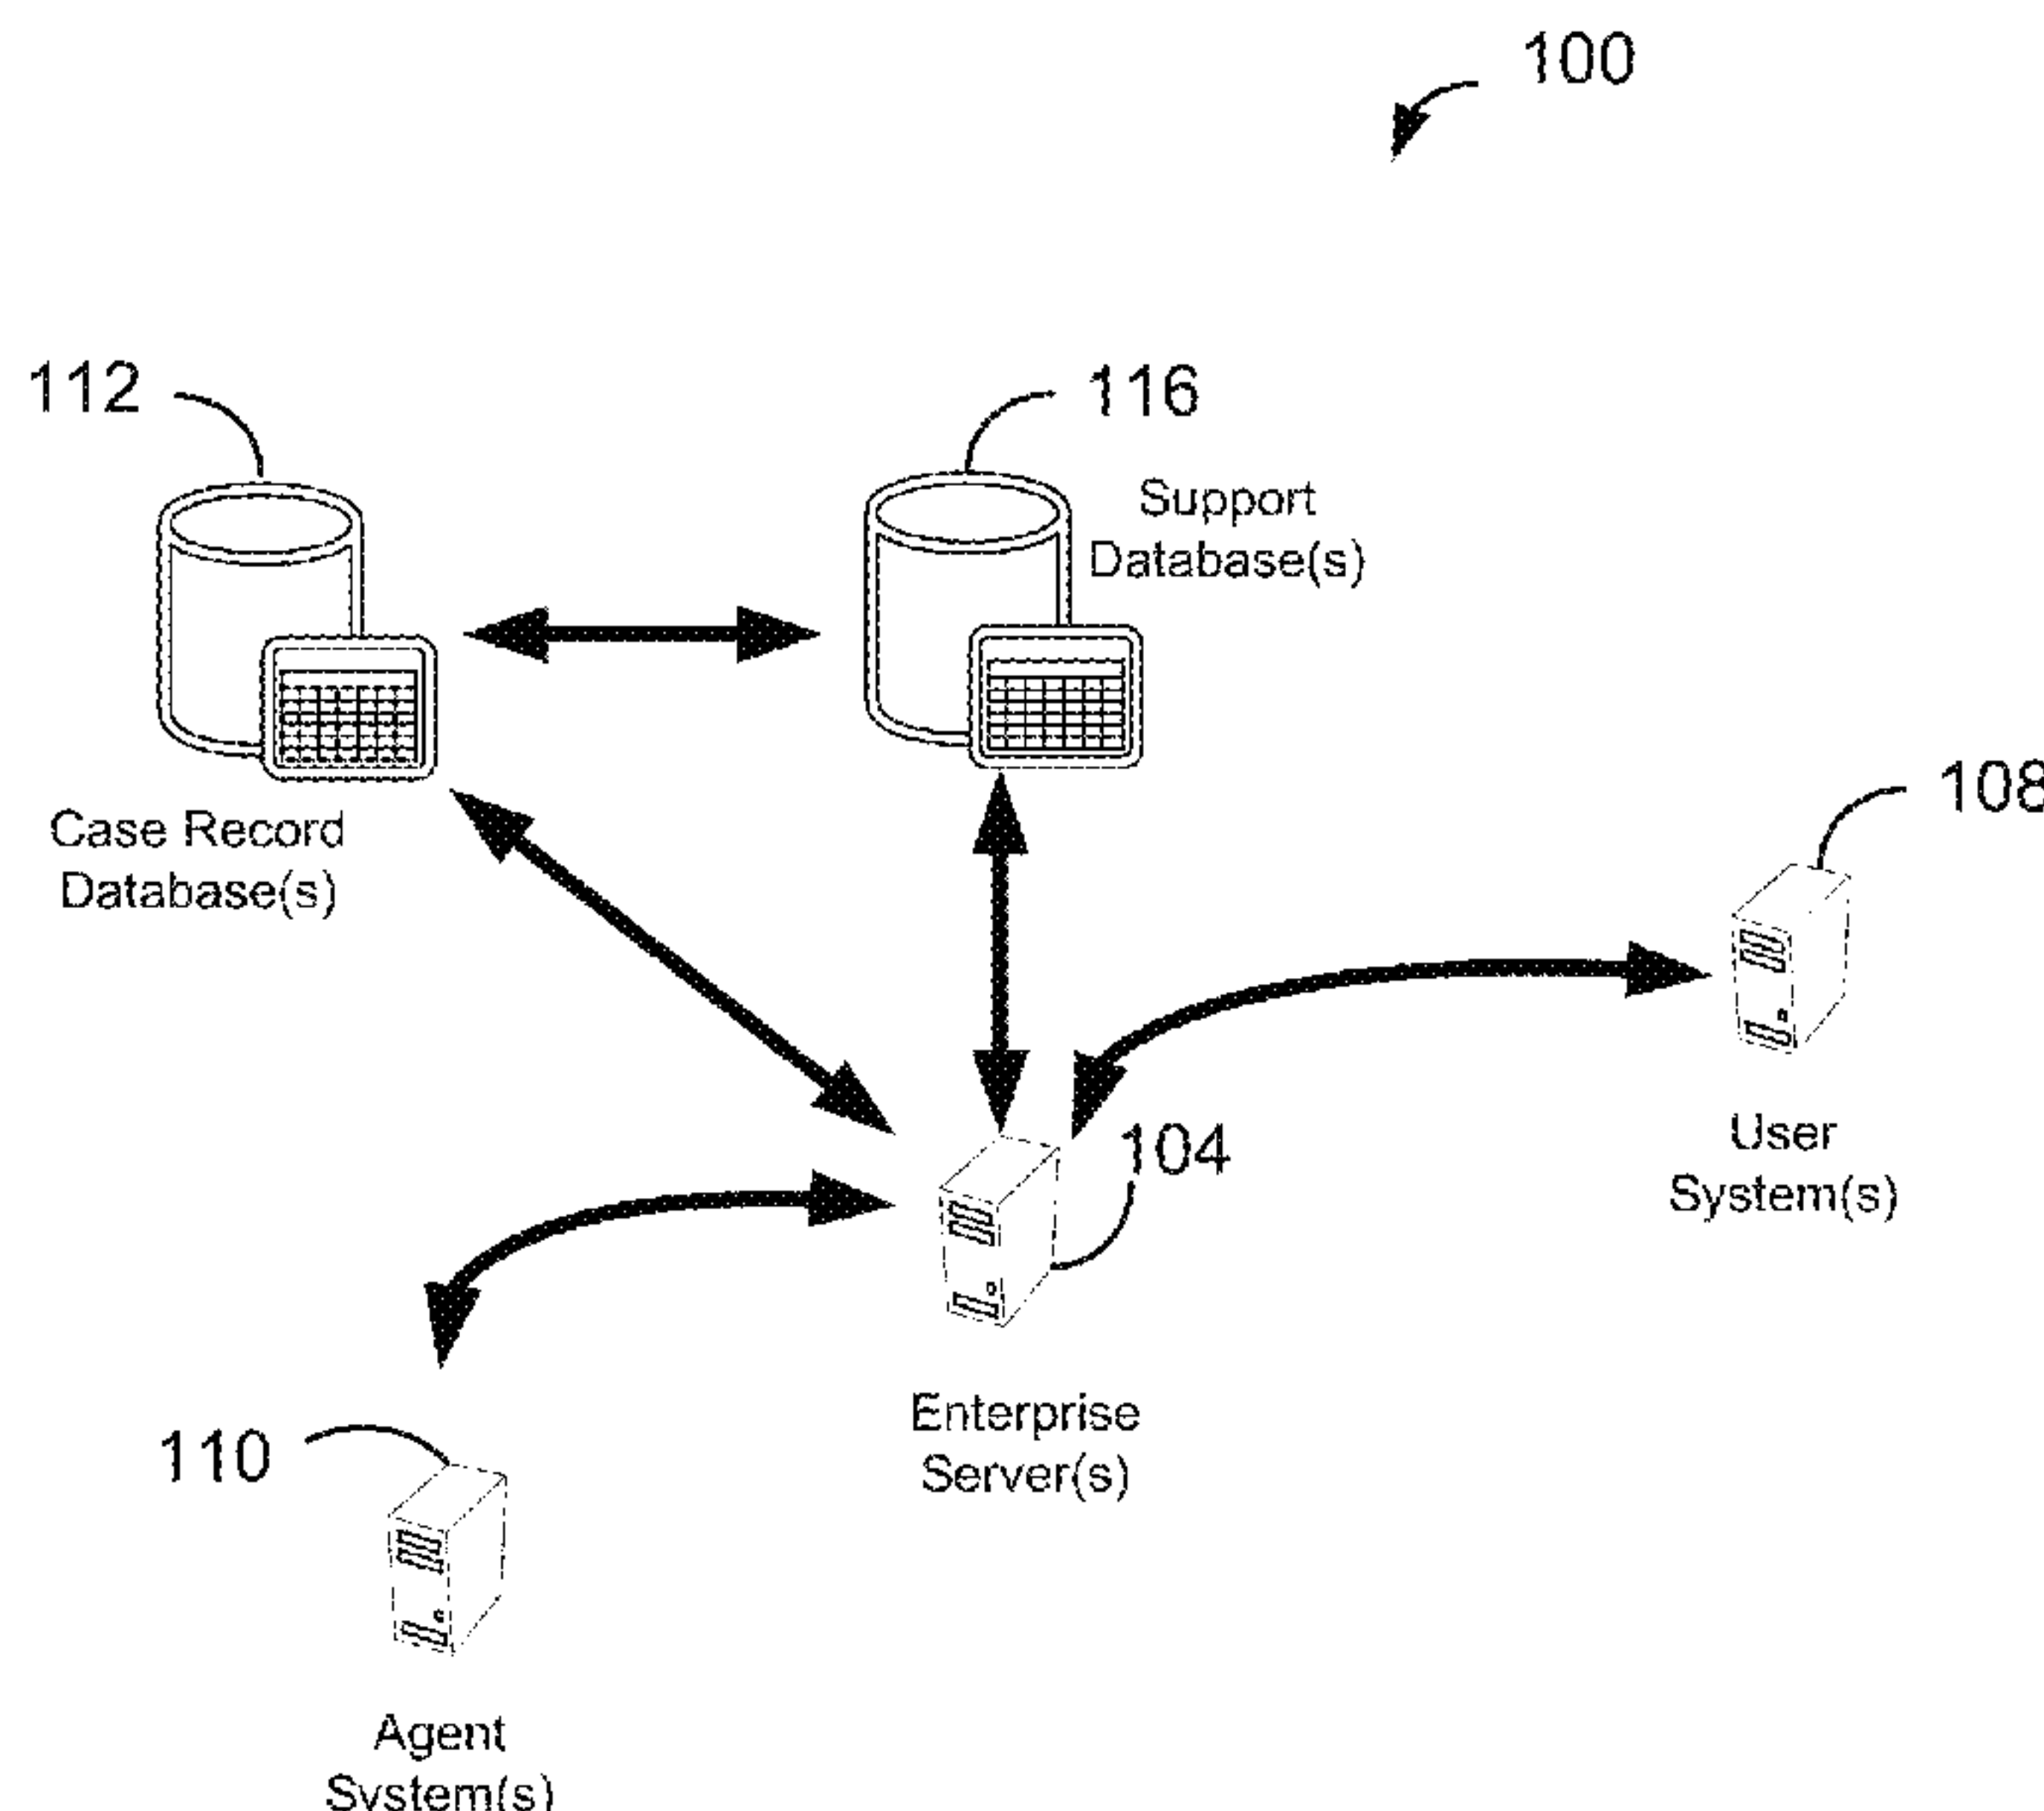 100
112
116
Support
Database(s)
Case Record
Database(s)
108
104
User
System(s)
Enterprise
Server(s)
110
Agent
System(s)